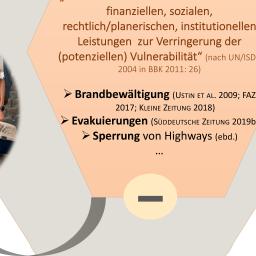 finanziellen, sozialen,
rechtlich/planerischen, institutionellen
Leistungen zur Verringerung der
(potenziellen) Vulnerabilität“ (nach UN/ISD
2004 in BBK 2011: 26)
➢ Brandbewältigung (Ustin et al. 2009; FAZ
2017; Kleine Zeitung 2018)
➢ Evakuierungen (Süddeutsche Zeitung 2019b
➢ Sperrung von Highways (ebd.)
...